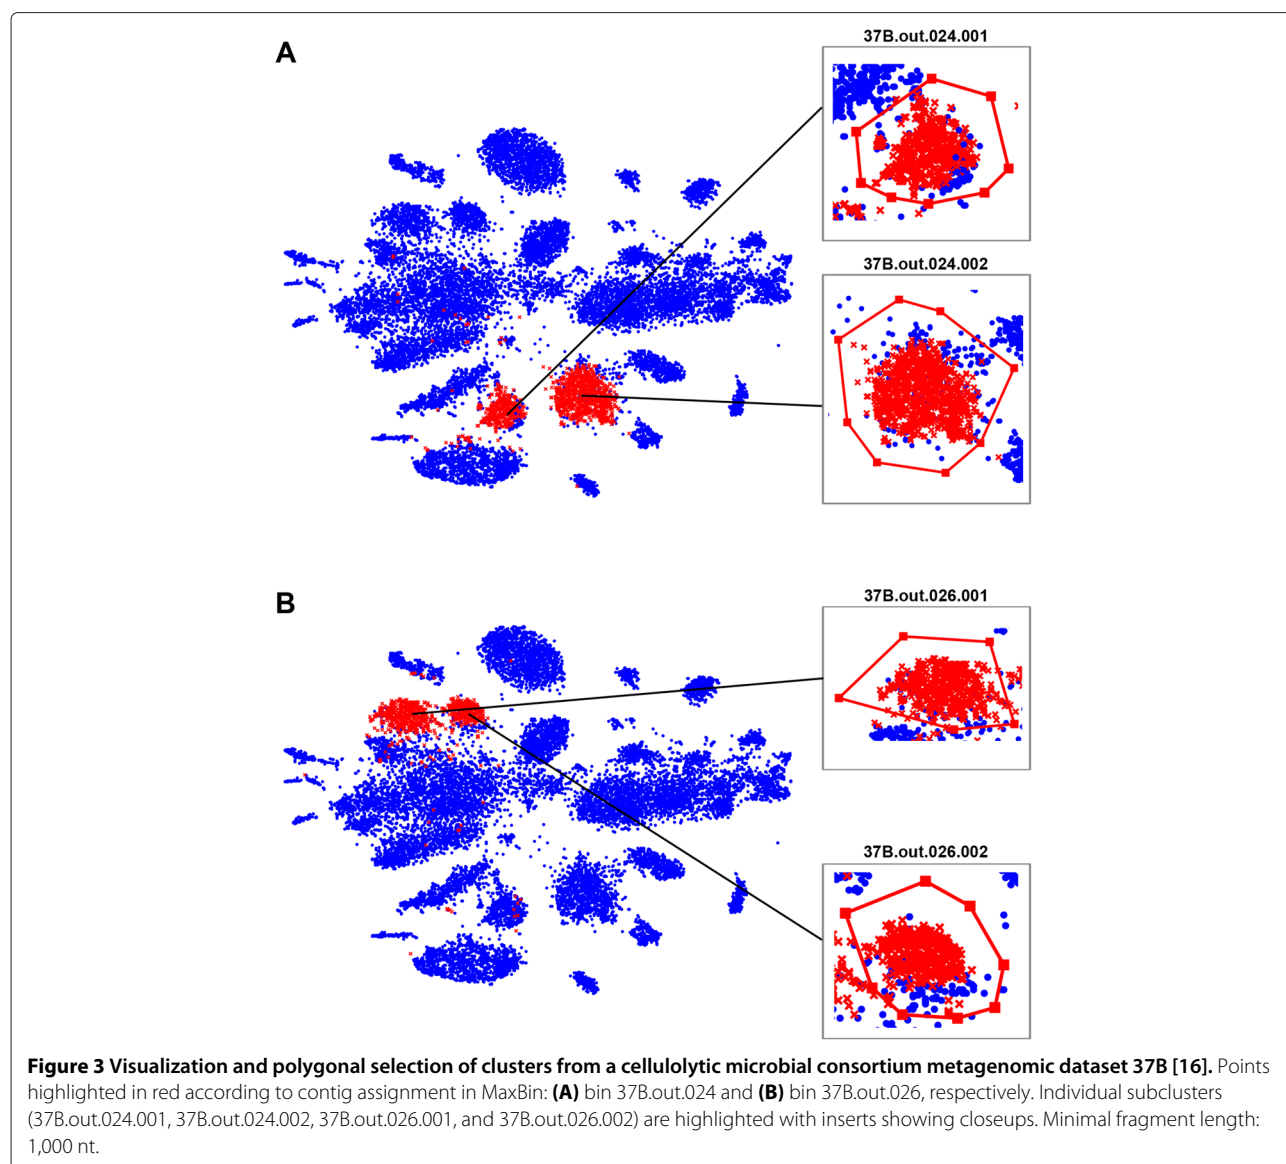 A
37B.out.024.001
37B.out.024.002
B
37B.out.026.001
37B.out.026.002
Figure 3 Visualization and polygonal selection of clusters from a cellulolytic microbial consortium metagenomic dataset 37B [16]. Points
highlighted in red according to contig assignment in MaxBin: (A) bin 37B.out.024 and (B) bin 37B.out.026, respectively. Individual subclusters
(37B.out.024.001, 37B.out.024.002, 37B.out.026.001, and 37B.out.026.002) are highlighted with inserts showing closeups. Minimal fragment length:
1,000 nt.